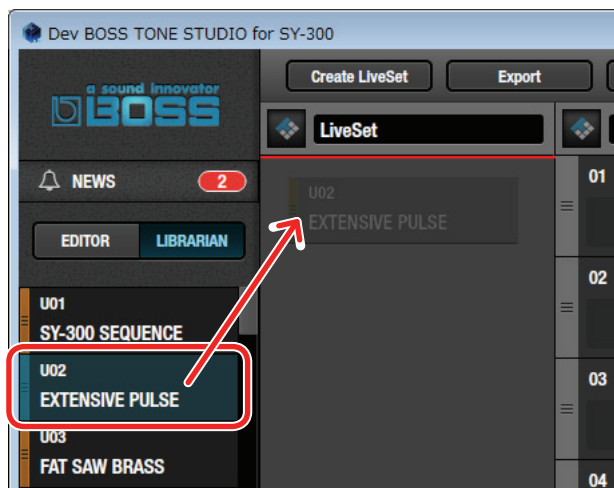 Dev BOSS TONE STUDIO for SY-300
a sound innovator
BOSS
Create LiveSet
Export
LiveSet
NEWS
2
EDITOR
LIBRARIAN
U01
SY-300 SEQUENCE
U02
EXTENSIVE PULSE
U03
FAT SAW BRASS
U02
EXTENSIVE PULSE
01
02
03
04